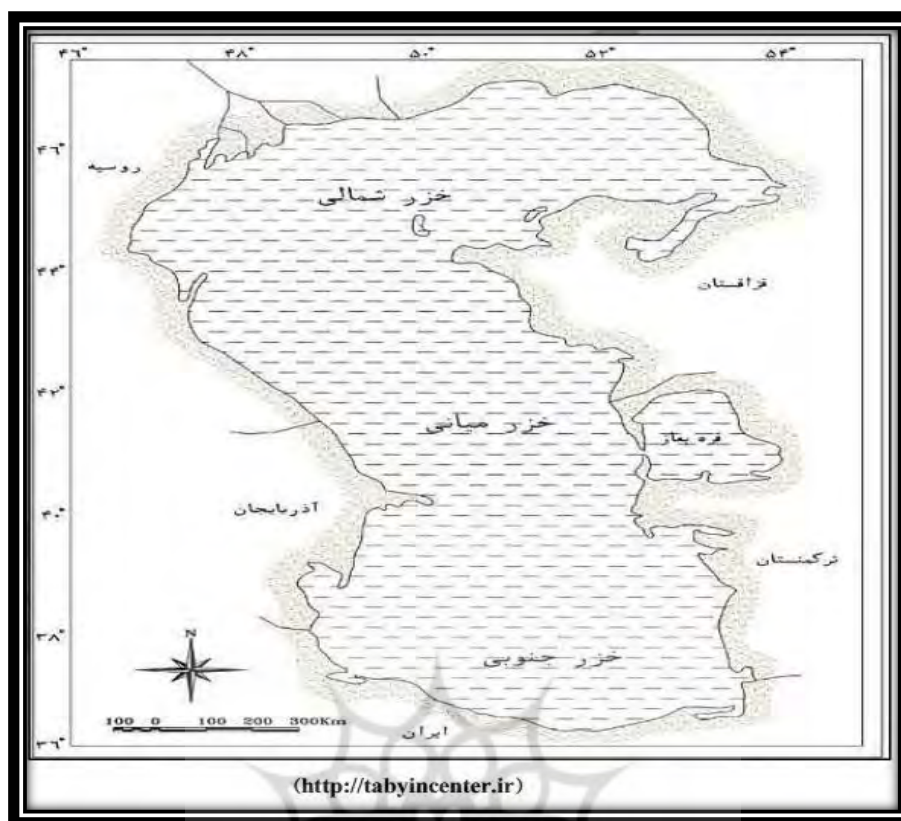 ۴۶° ۴۸° ۵۰° ۵۲° ۵۴°
۴۶°
روسیه
خزر شمالی
۴۴°
قزاقستان
۴۲°
خزر میانی
قره بغاز
۴۰°
آذربایجان
ترکمنستان
۳۸°
N
خزر جنوبی
100 0 100 200 300Km
ایران
۳۶°
(http://tabyincenter.ir)